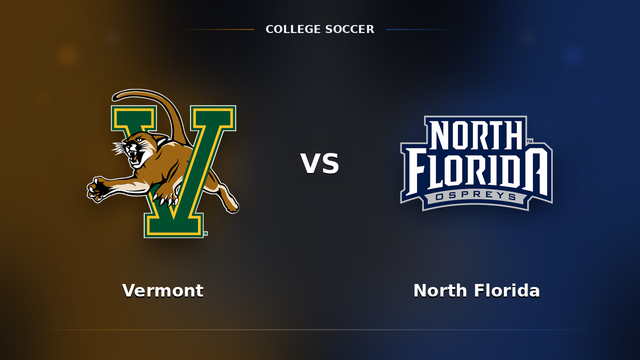 COLLEGE SOCCER
V
VS
NORTH
FLORIDA
OSPREYS
Vermont
North Florida